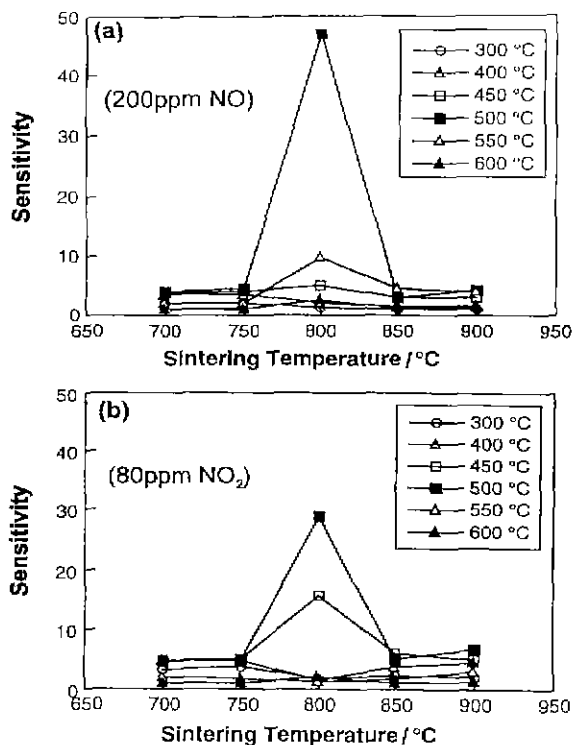 (a)
(200ppm NO)
Sensitivity
50
40
30
20
10
0
650 700 750 800 850 900 950
Sintering Temperature/°C
300 °C
400 °C
450 °C
500 °C
550 °C
600 °C
(b)
(80ppm NO₂)
Sensitivity
50
40
30
20
10
0
650 700 750 800 850 900 950
Sintering Temperature/°C
300 °C
400 °C
450 °C
500 °C
550 °C
600 °C